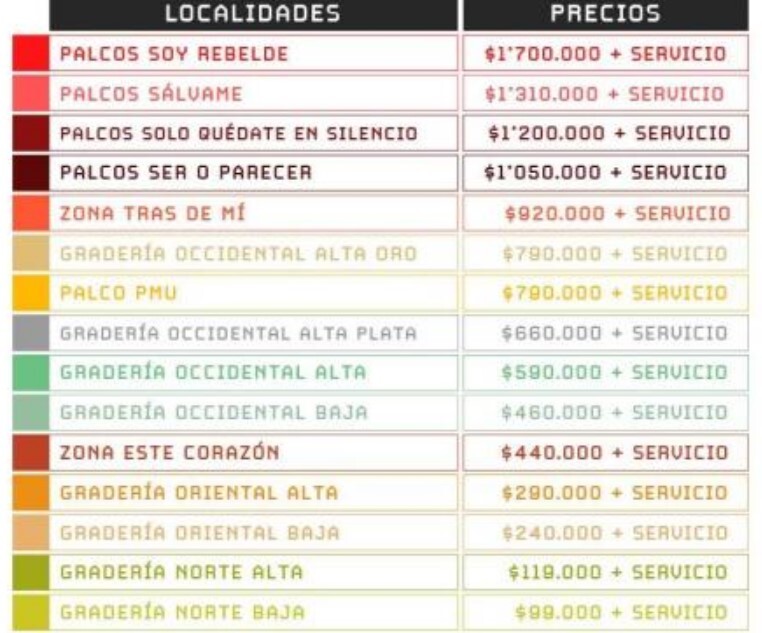 LOCALIDADES PRECIOS
PALCOS SOY REBELDE $1'700.000 + SERVICIO
PALCOS SÁLVAME $1'310.000 + SERVICIO
PALCOS SOLO QUÉDATE EN SILENCIO $1'200.000 + SERVICIO
PALCOS SER O PARECER $1'050.000 + SERVICIO
ZONA TRAS DE MÍ $920.000 + SERVICIO
GRADERÍA OCCIDENTAL ALTA ORO $790.000 + SERVICIO
PALCO PMU $790.000 + SERVICIO
GRADERÍA OCCIDENTAL ALTA PLATA $660.000 + SERVICIO
GRADERÍA OCCIDENTAL ALTA $590.000 + SERVICIO
GRADERÍA OCCIDENTAL BAJA $460.000 + SERVICIO
ZONA ESTE CORAZÓN $440.000 + SERVICIO
GRADERÍA ORIENTAL ALTA $290.000 + SERVICIO
GRADERÍA ORIENTAL BAJA $240.000 + SERVICIO
GRADERÍA NORTE ALTA $119.000 + SERVICIO
GRADERÍA NORTE BAJA $99.000 + SERVICIO